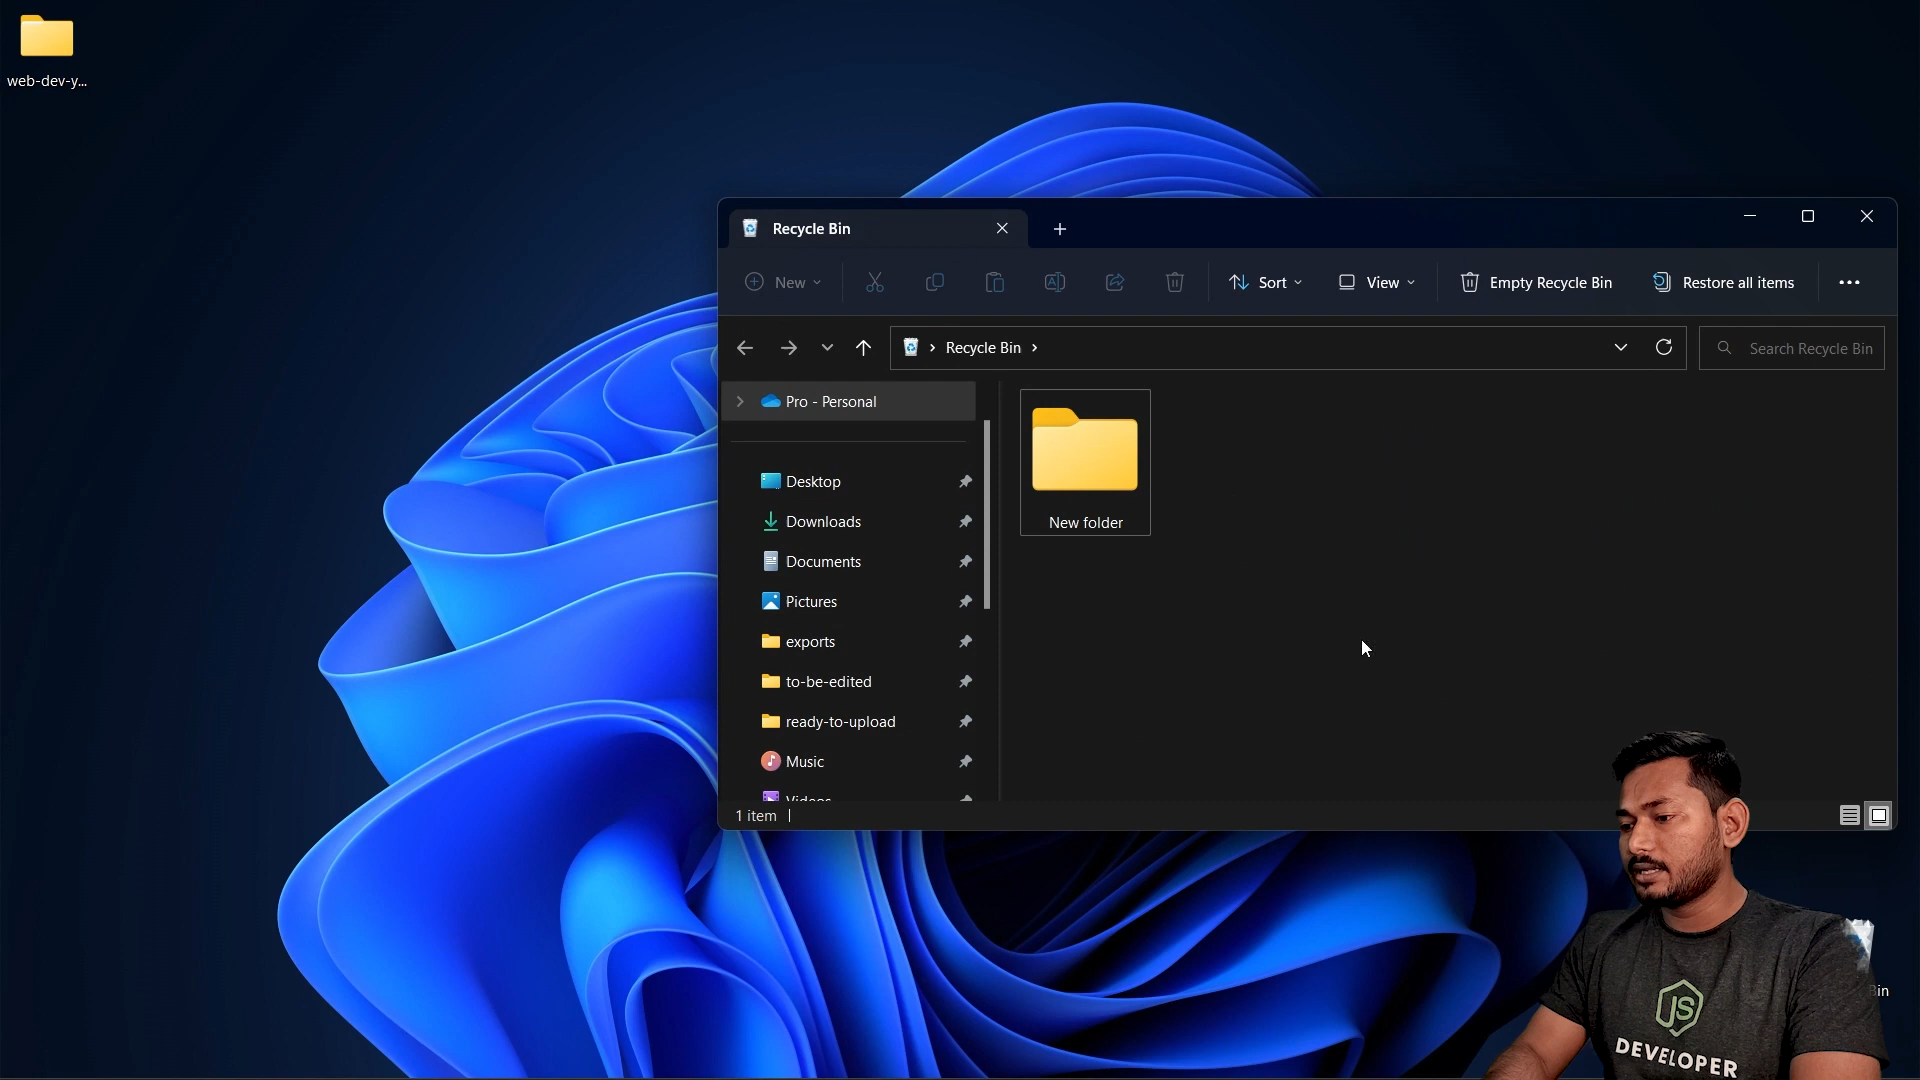 web-dev-y...
Recycle Bin
New
Sort
View
Empty Recycle Bin
Restore all items
Recycle Bin
Search Recycle Bin
Pro - Personal
Desktop
Downloads
Documents
Pictures
exports
to-be-edited
ready-to-upload
Music
Videos
New folder
1 item
Bin
JS
DEVELOPER